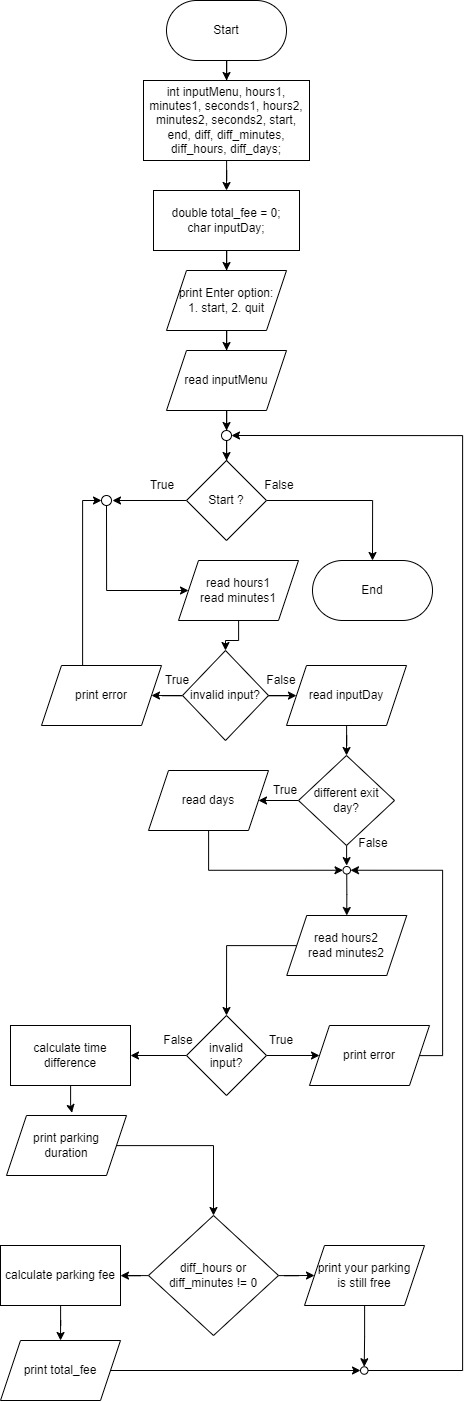 Start
int inputMenu, hours1,
minutes1, seconds1, hours2,
minutes2, seconds2, start,
end, diff, diff_minutes,
diff_hours, diff_days;
double total_fee = 0;
char inputDay;
print Enter option:
1. start, 2. quit
read inputMenu
True
False
Start ?
read hours1
read minutes1
End
True
False
print error
invalid input?
read inputDay
different exit
day?
True
read days
False
read hours2
read minutes2
False
True
calculate time
difference
invalid
input?
print error
print parking
duration
diff_hours or
diff_minutes != 0
calculate parking fee
print your parking
is still free
print total_fee